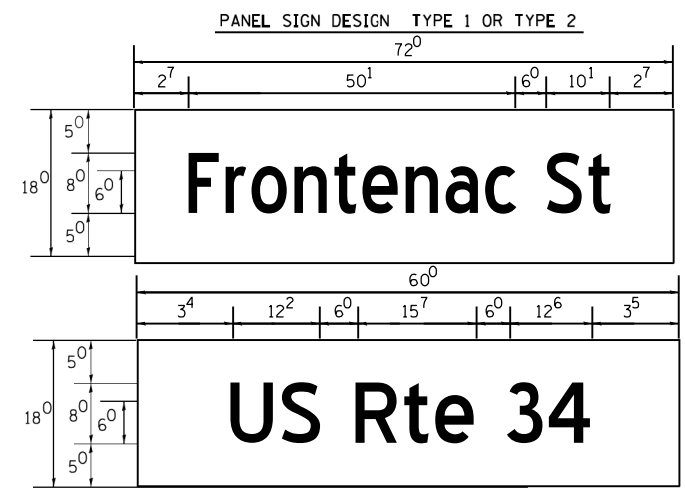 PANEL SIGN DESIGN TYPE 1 OR TYPE 2
72⁰
2⁷ 50¹ 6⁰ 10¹ 2⁷
5⁰
18⁰ 8⁰ 6⁰
5⁰
Frontenac St
60⁰
3⁴ 12² 6⁰ 15⁷ 6⁰ 12⁶ 3⁵
5⁰
18⁰ 8⁰ 6⁰
5⁰
US Rte 34